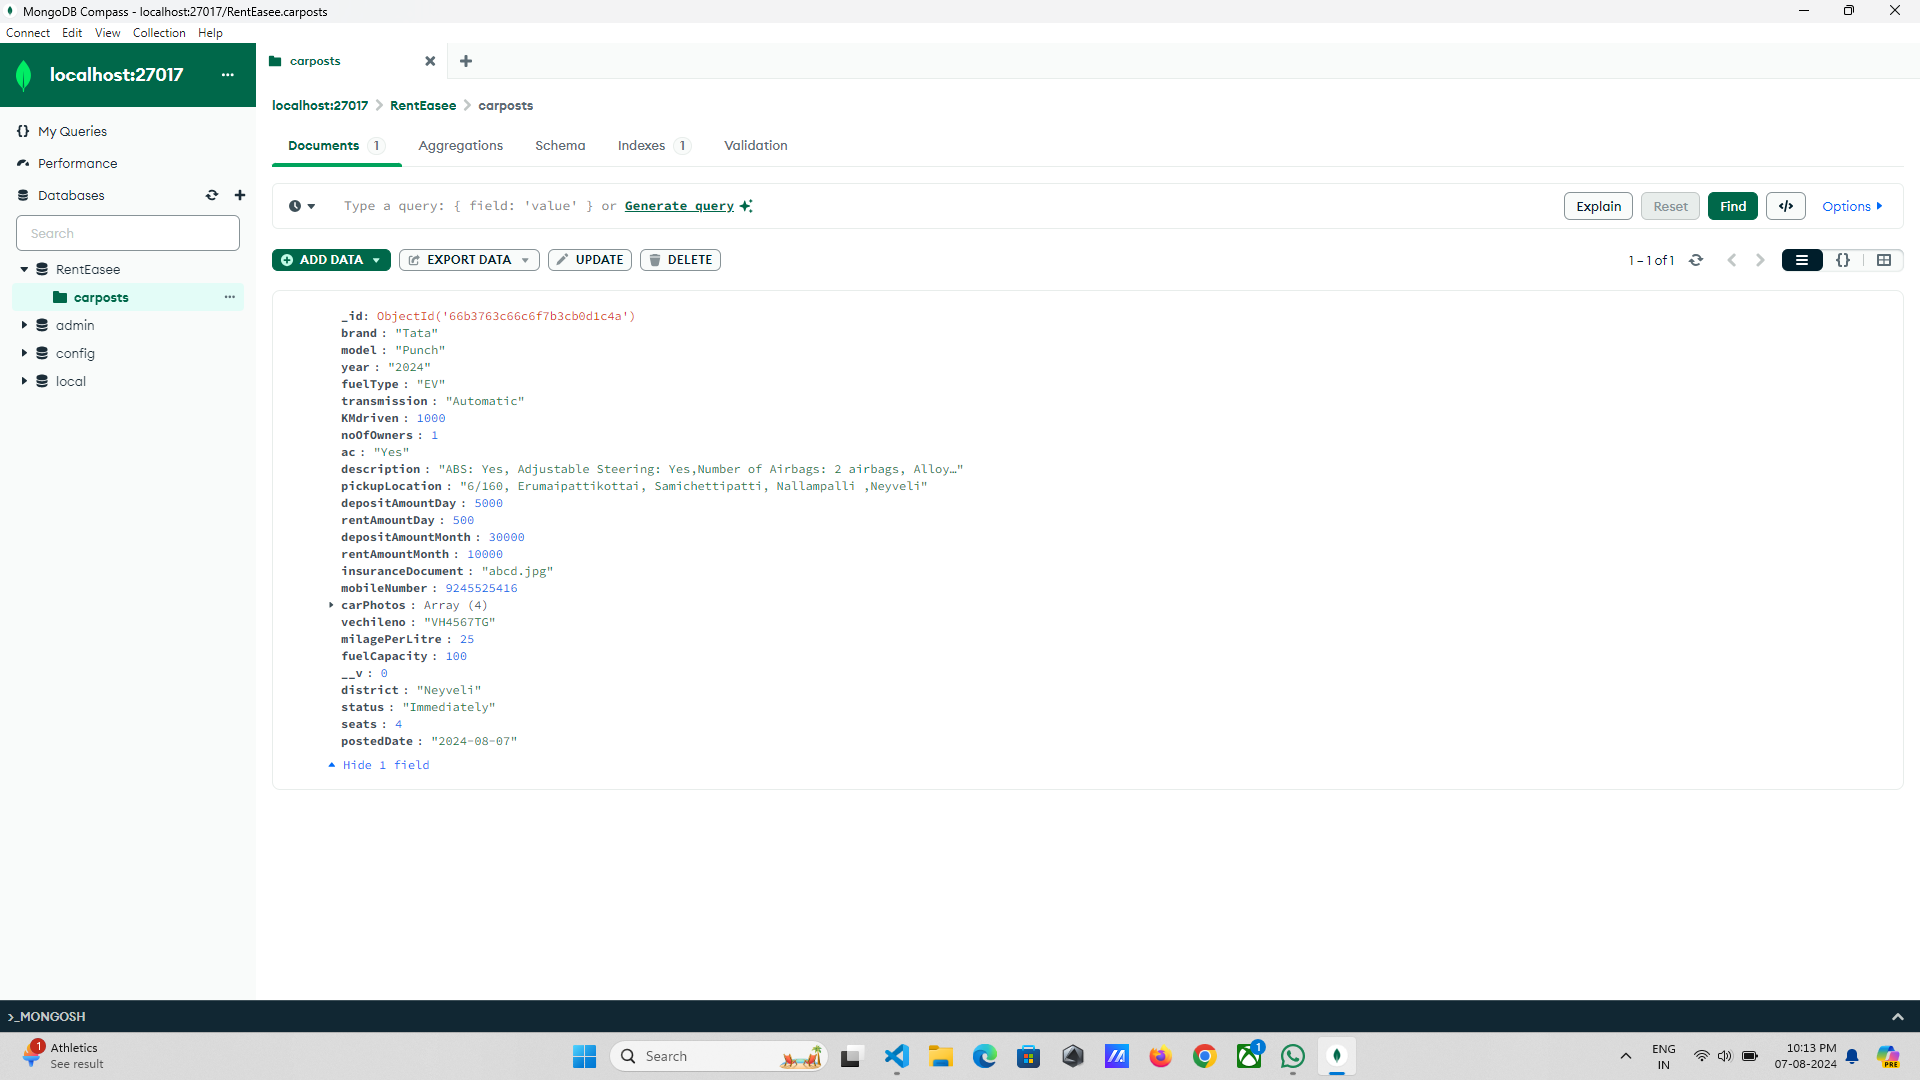 MongoDB Compass - localhost:27017/RentEasee.carposts
Connect Edit View Collection Help
localhost:27017 ...
carposts
localhost:27017 > RentEasee > carposts
{} My Queries
Performance
Databases
Search
RentEasee
carposts ...
admin
config
local
Documents 1 Aggregations Schema Indexes 1 Validation
Type a query: { field: 'value' } or Generate query
Explain Reset Find </> Options
ADD DATA EXPORT DATA UPDATE DELETE
1 – 1 of 1 {}
_id: ObjectId('66b3763c66c6f7b3cb0d1c4a')
brand : "Tata"
model : "Punch"
year : "2024"
fuelType : "EV"
transmission : "Automatic"
KMdriven : 1000
noOfOwners : 1
ac : "Yes"
description : "ABS: Yes, Adjustable Steering: Yes,Number of Airbags: 2 airbags, Alloy…"
pickupLocation : "6/160, Erumaipattikottai, Samichettipatti, Nallampalli ,Neyveli"
depositAmountDay : 5000
rentAmountDay : 500
depositAmountMonth : 30000
rentAmountMonth : 10000
insuranceDocument : "abcd.jpg"
mobileNumber : 9245525416
carPhotos : Array (4)
vechileno : "VH4567TG"
milagePerLitre : 25
fuelCapacity : 100
__v : 0
district : "Neyveli"
status : "Immediately"
seats : 4
postedDate : "2024-08-07"
Hide 1 field
>_MONGOSH
1 Athletics
See result
Search
1
PRE
ENG
IN
10:13 PM
07-08-2024